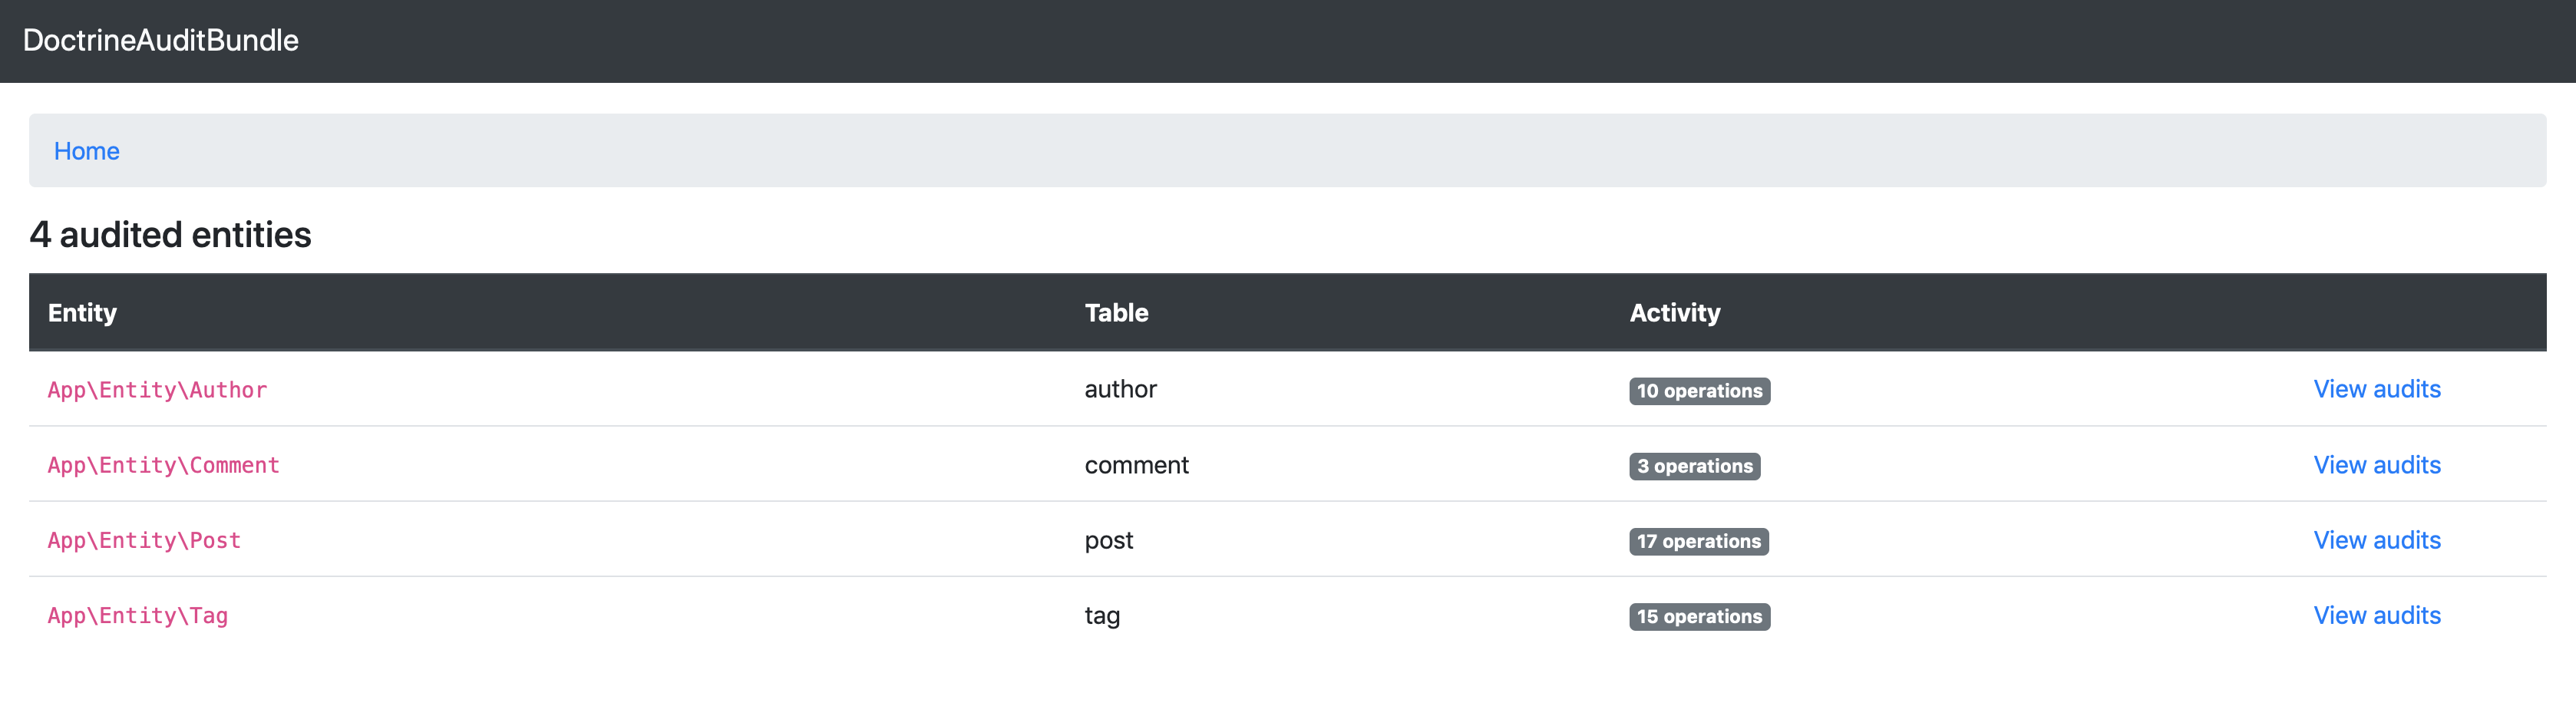 DoctrineAuditBundle
Home
4 audited entities
Entity Table Activity
App\Entity\Author author 10 operations View audits
App\Entity\Comment comment 3 operations View audits
App\Entity\Post post 17 operations View audits
App\Entity\Tag tag 15 operations View audits